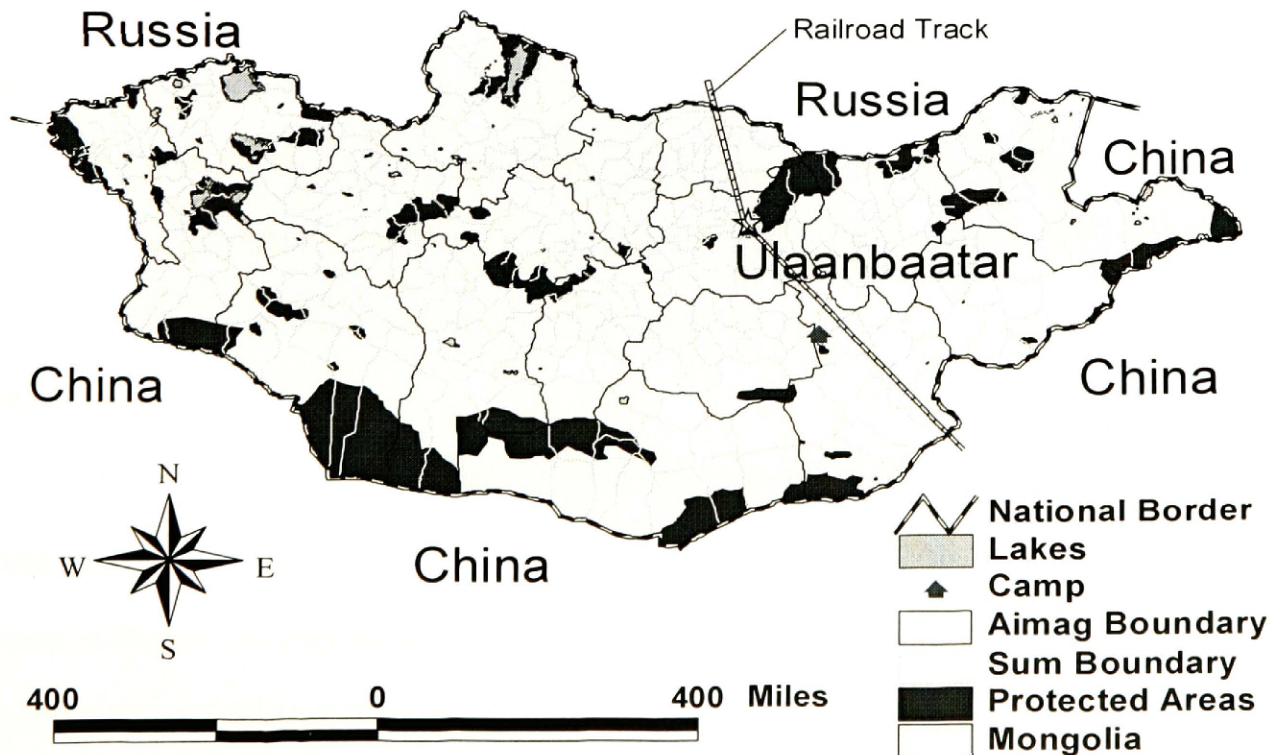 Russia
Railroad Track
Russia
China
Ulaanbaatar
China
China
China
N
W
E
S
National Border
Lakes
Camp
Aimag Boundary
Sum Boundary
Protected Areas
Mongolia
400 0 400 Miles